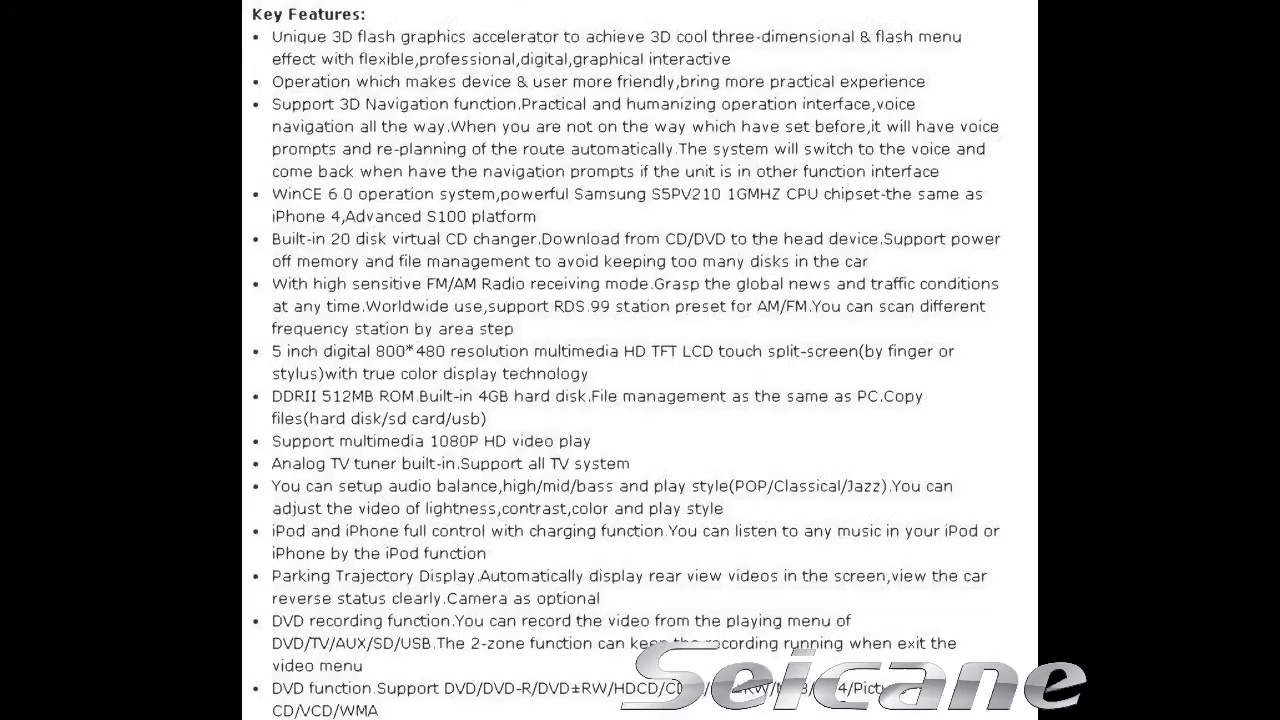 Key Features:
• Unique 3D flash graphics accelerator to achieve 3D cool three-dimensional & flash menu
effect with flexible,professional,digital,graphical interactive
• Operation which makes device & user more friendly,bring more practical experience
• Support 3D Navigation function.Practical and humanizing operation interface,voice
navigation all the way.When you are not on the way which have set before,it will have voice
prompts and re-planning of the route automatically.The system will switch to the voice and
come back when have the navigation prompts if the unit is in other function interface
• WinCE 6.0 operation system,powerful Samsung S5PV210 1GMHZ CPU chipset-the same as
iPhone 4,Advanced S100 platform
• Built-in 20 disk virtual CD changer.Download from CD/DVD to the head device.Support power
off memory and file management to avoid keeping too many disks in the car
• With high sensitive FM/AM Radio receiving mode.Grasp the global news and traffic conditions
at any time.Worldwide use,support RDS.99 station preset for AM/FM.You can scan different
frequency station by area step
• 5 inch digital 800*480 resolution multimedia HD TFT LCD touch split-screen(by finger or
stylus)with true color display technology
• DDRII 512MB ROM.Built-in 4GB hard disk.File management as the same as PC.Copy
files(hard disk/sd card/usb)
• Support multimedia 1080P HD video play
• Analog TV tuner built-in.Support all TV system
• You can setup audio balance,high/mid/bass and play style(POP/Classical/Jazz).You can
adjust the video of lightness,contrast,color and play style
• iPod and iPhone full control with charging function.You can listen to any music in your iPod or
iPhone by the iPod function
• Parking Trajectory Display.Automatically display rear view videos in the screen,view the car
reverse status clearly.Camera as optional
• DVD recording function.You can record the video from the playing menu of
DVD/TV/AUX/SD/USB.The 2-zone function can keep the recording running when exit the
video menu
• DVD function.Support DVD/DVD-R/DVD±RW/HDCD/
CD/VCD/WMA
Seicane